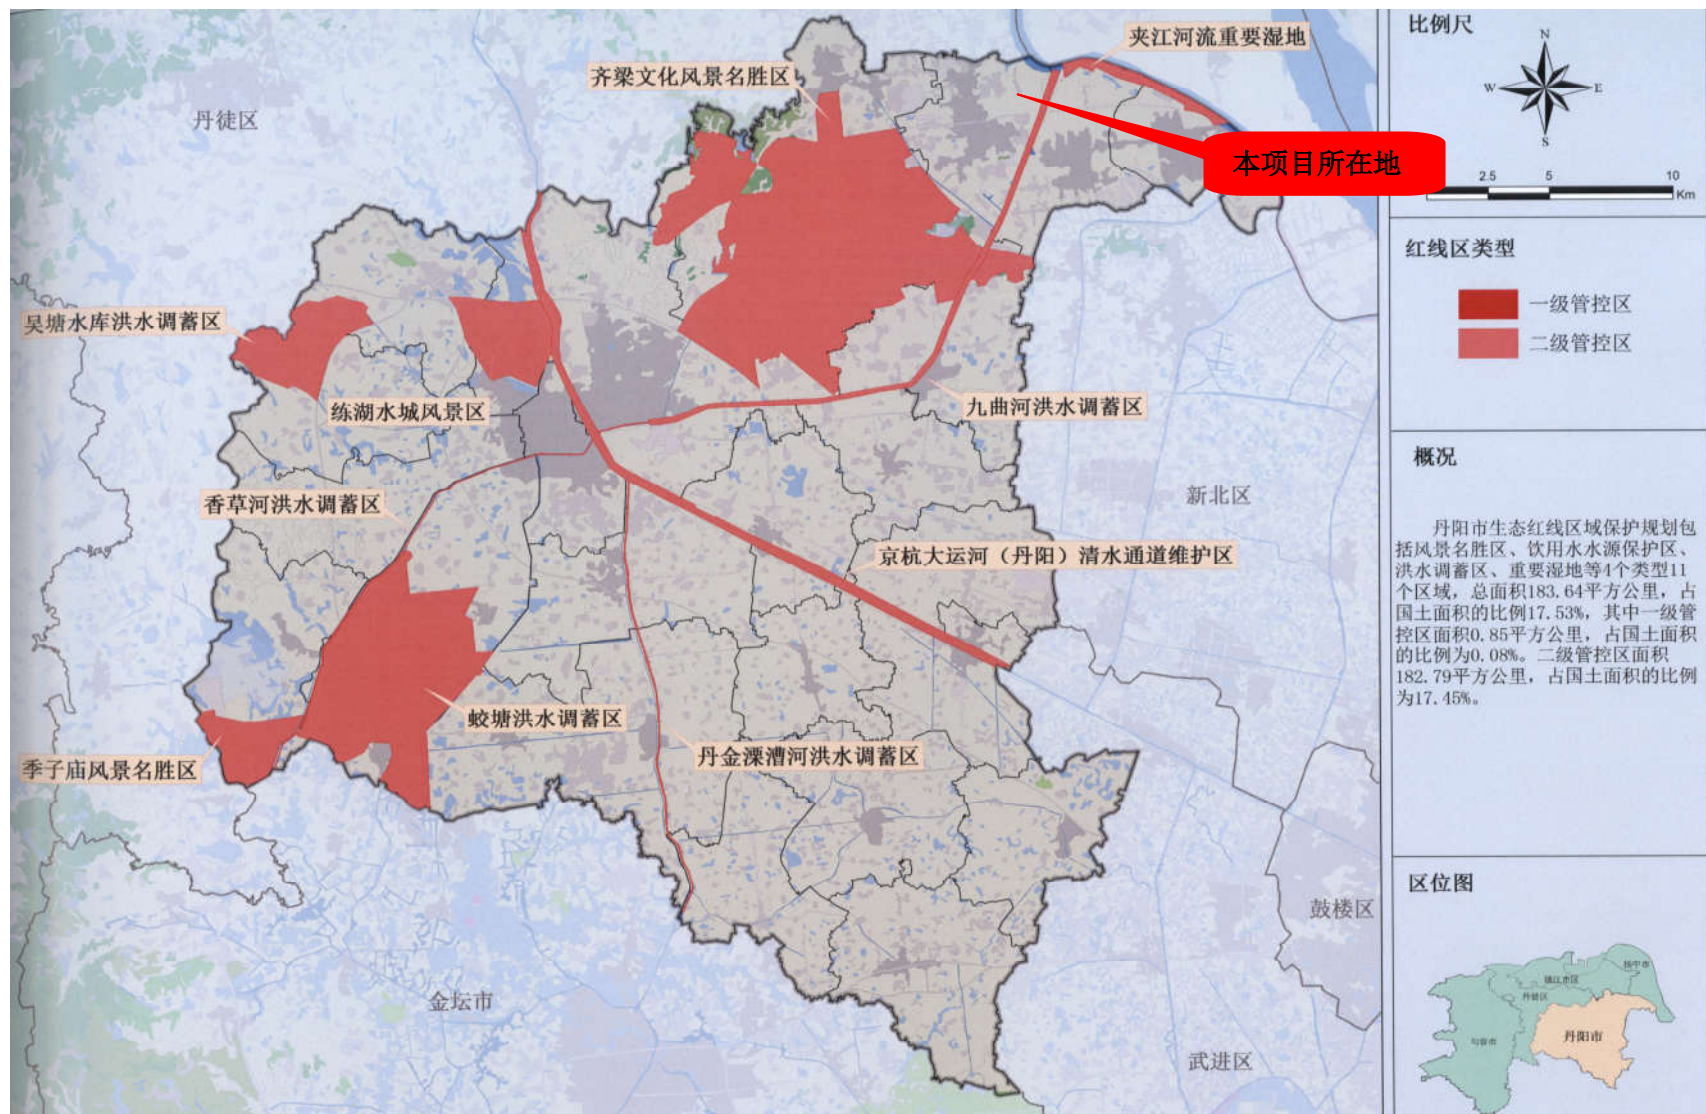 夹江河流重要湿地
齐梁文化风景名胜区
丹徒区
本项目所在地
吴塘水库洪水调蓄区
练湖水城风景区
九曲河洪水调蓄区
香草河洪水调蓄区
新北区
京杭大运河（丹阳）清水通道维护区
蛟塘洪水调蓄区
丹金溧漕河洪水调蓄区
季子庙风景名胜区
鼓楼区
金坛市
武进区
比例尺
N
W
E
S
2.5
5
10
Km
红线区类型
一级管控区
二级管控区
概况
丹阳市生态红线区域保护规划包
括风景名胜区、饮用水水源保护区、
洪水调蓄区、重要湿地等4个类型11
个区域，总面积183.64平方公里，占
国土面积的比例17.53%，其中一级管
控区面积0.85平方公里，占国土面积
的比例为0.08%。二级管控区面积
182.79平方公里，占国土面积的比例
为17.45%。
区位图
扬中市
镇江市区
丹徒区
句容市
丹阳市